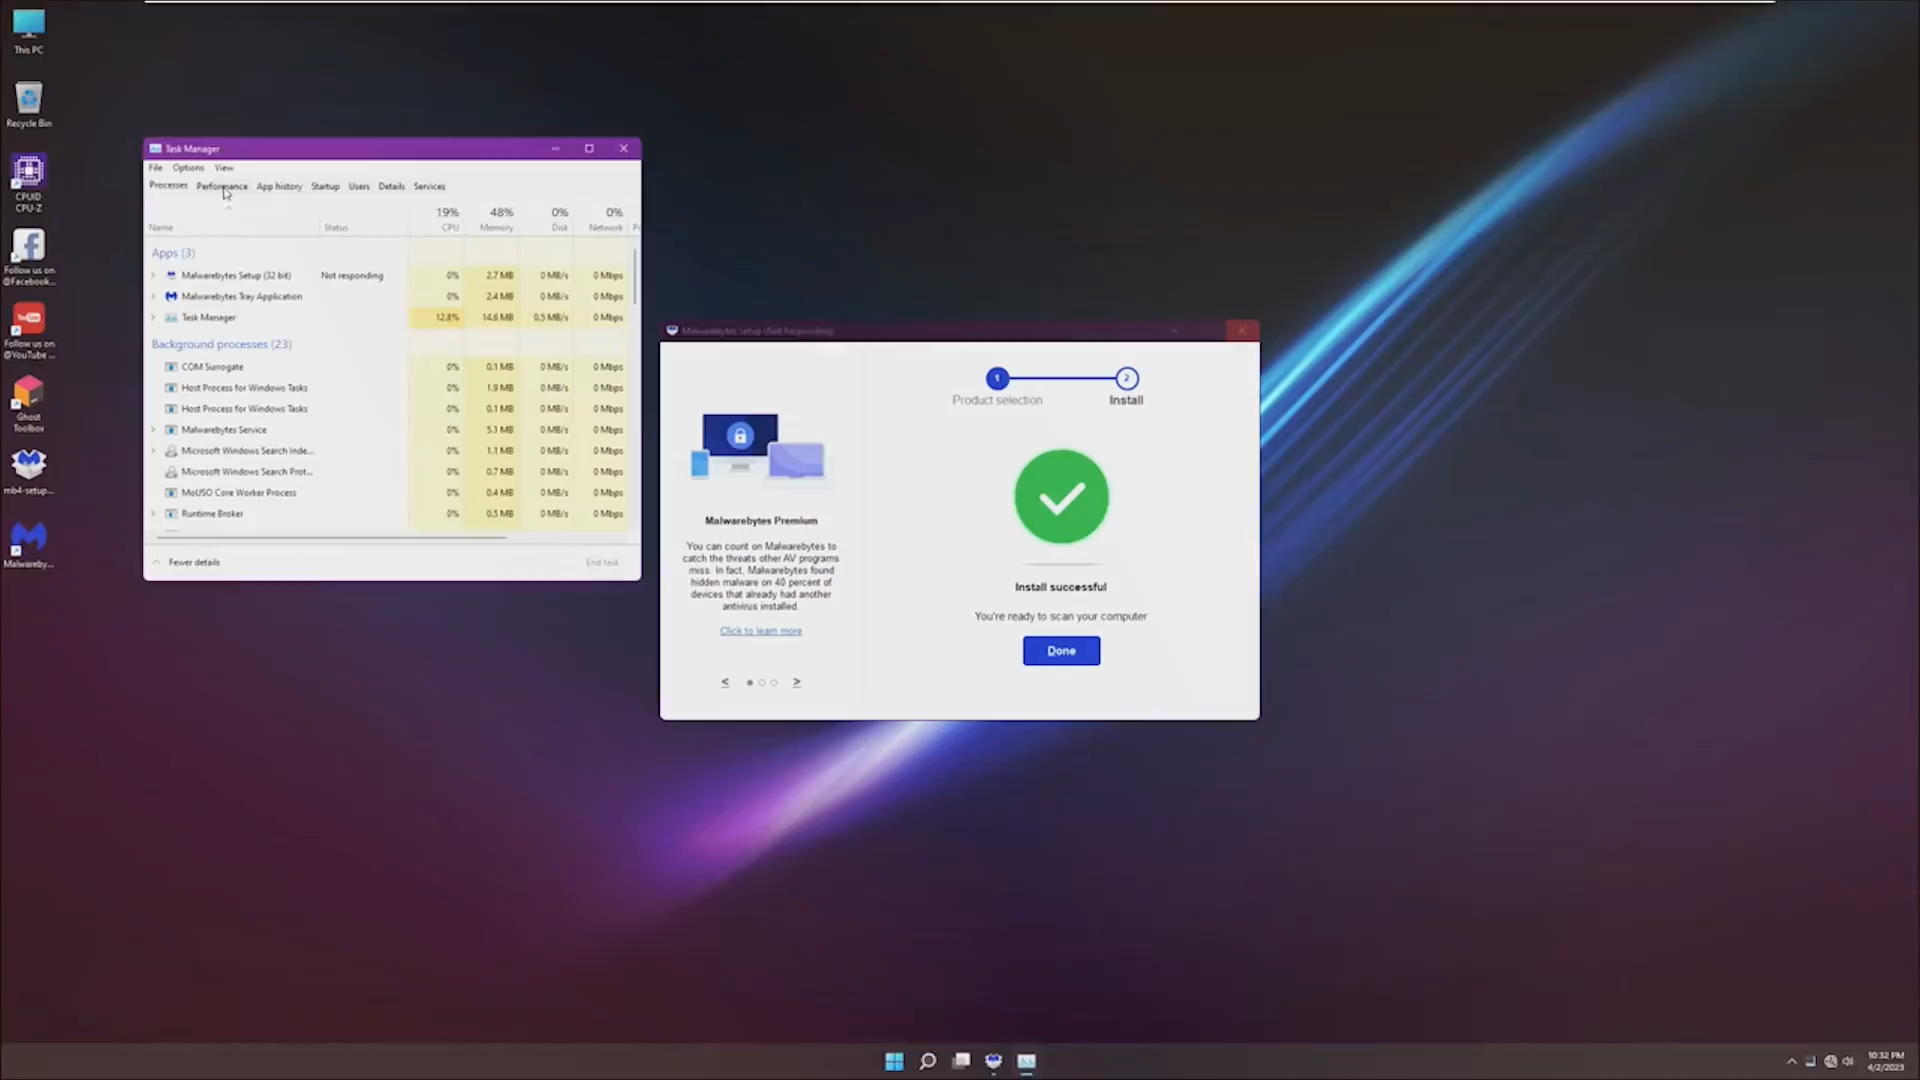 This PC
Recycle Bin
CPUID
CPU-Z
Follow us on
@Facebook...
You
Follow us on
@YouTube ...
Ghost
Toolbox
mb4-setup...
Malwareby...
Task Manager
File Options View
Processes Performance App history Startup Users Details Services
19% 48% 0% 0%
Name Status CPU Memory Disk Network
Apps (3)
Malwarebytes Setup (32 bit) Not responding 0% 2.7 MB 0 MB/s 0 Mbps
Malwarebytes Tray Application 0% 2.4 MB 0 MB/s 0 Mbps
Task Manager 12.8% 14.6 MB 0.5 MB/s 0 Mbps
Background processes (23)
COM Surrogate 0% 0.1 MB 0 MB/s 0 Mbps
Host Process for Windows Tasks 0% 1.9 MB 0 MB/s 0 Mbps
Host Process for Windows Tasks 0% 0.1 MB 0 MB/s 0 Mbps
Malwarebytes Service 0% 5.1 MB 0 MB/s 0 Mbps
Microsoft Windows Search Inde... 0% 1.1 MB 0 MB/s 0 Mbps
Microsoft Windows Search Prot... 0% 0.7 MB 0 MB/s 0 Mbps
MoUSO Core Worker Process 0% 0.4 MB 0 MB/s 0 Mbps
Runtime Broker 0% 0.5 MB 0 MB/s 0 Mbps
Fewer details End task
Malwarebytes Setup (Not Responding)
1 2
Product selection Install
Malwarebytes Premium
You can count on Malwarebytes to
catch the threats other AV programs
miss. In fact, Malwarebytes found
hidden malware on 40 percent of
devices that already had another
antivirus installed.
Click to learn more
< >
Install successful
You're ready to scan your computer
Done
10:32 PM
4/2/2023